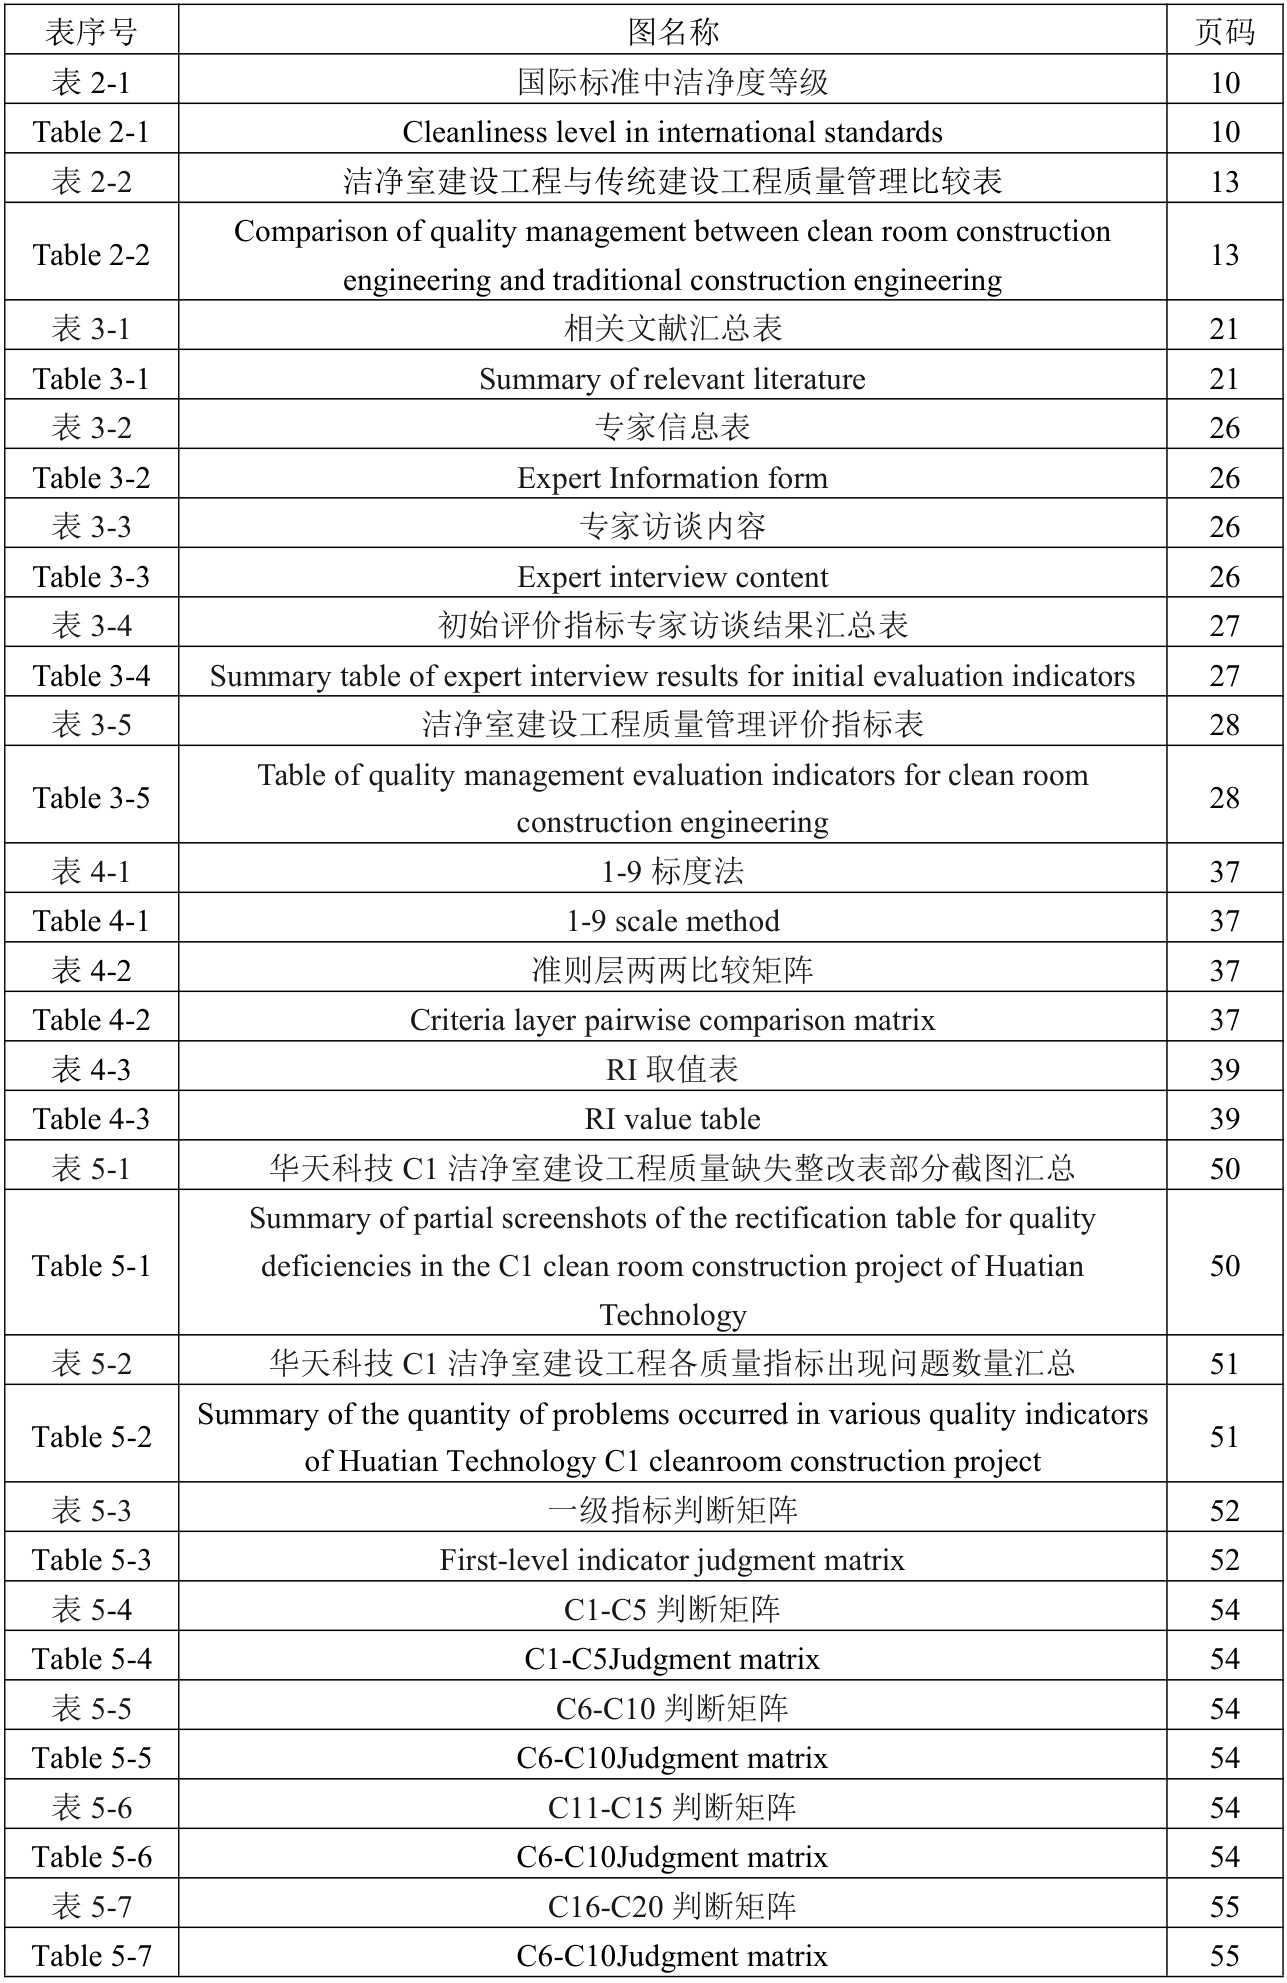 表序号 图名称 页码
表 2-1 国际标准中洁净度等级 10
Table 2-1 Cleanliness level in international standards 10
表 2-2 洁净室建设工程与传统建设工程质量管理比较表 13
Table 2-2 Comparison of quality management between clean room construction
engineering and traditional construction engineering 13
表 3-1 相关文献汇总表 21
Table 3-1 Summary of relevant literature 21
表 3-2 专家信息表 26
Table 3-2 Expert Information form 26
表 3-3 专家访谈内容 26
Table 3-3 Expert interview content 26
表 3-4 初始评价指标专家访谈结果汇总表 27
Table 3-4 Summary table of expert interview results for initial evaluation indicators 27
表 3-5 洁净室建设工程质量管理评价指标表 28
Table 3-5 Table of quality management evaluation indicators for clean room
construction engineering 28
表 4-1 1-9 标度法 37
Table 4-1 1-9 scale method 37
表 4-2 准则层两两比较矩阵 37
Table 4-2 Criteria layer pairwise comparison matrix 37
表 4-3 RI 取值表 39
Table 4-3 RI value table 39
表 5-1 华天科技 C1 洁净室建设工程质量缺失整改表部分截图汇总 50
Summary of partial screenshots of the rectification table for quality
Table 5-1 deficiencies in the C1 clean room construction project of Huatian 50
Technology
表 5-2 华天科技 C1 洁净室建设工程各质量指标出现问题数量汇总 51
Table 5-2 Summary of the quantity of problems occurred in various quality indicators
of Huatian Technology C1 cleanroom construction project 51
表 5-3 一级指标判断矩阵 52
Table 5-3 First-level indicator judgment matrix 52
表 5-4 C1-C5 判断矩阵 54
Table 5-4 C1-C5Judgment matrix 54
表 5-5 C6-C10 判断矩阵 54
Table 5-5 C6-C10Judgment matrix 54
表 5-6 C11-C15 判断矩阵 54
Table 5-6 C6-C10Judgment matrix 54
表 5-7 C16-C20 判断矩阵 55
Table 5-7 C6-C10Judgment matrix 55